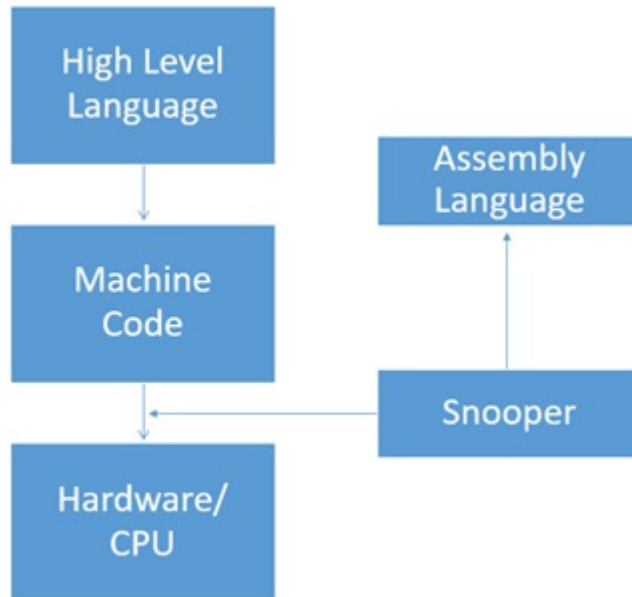 High Level
Language
Assembly
Language
Machine
Code
Snooper
Hardware/
CPU